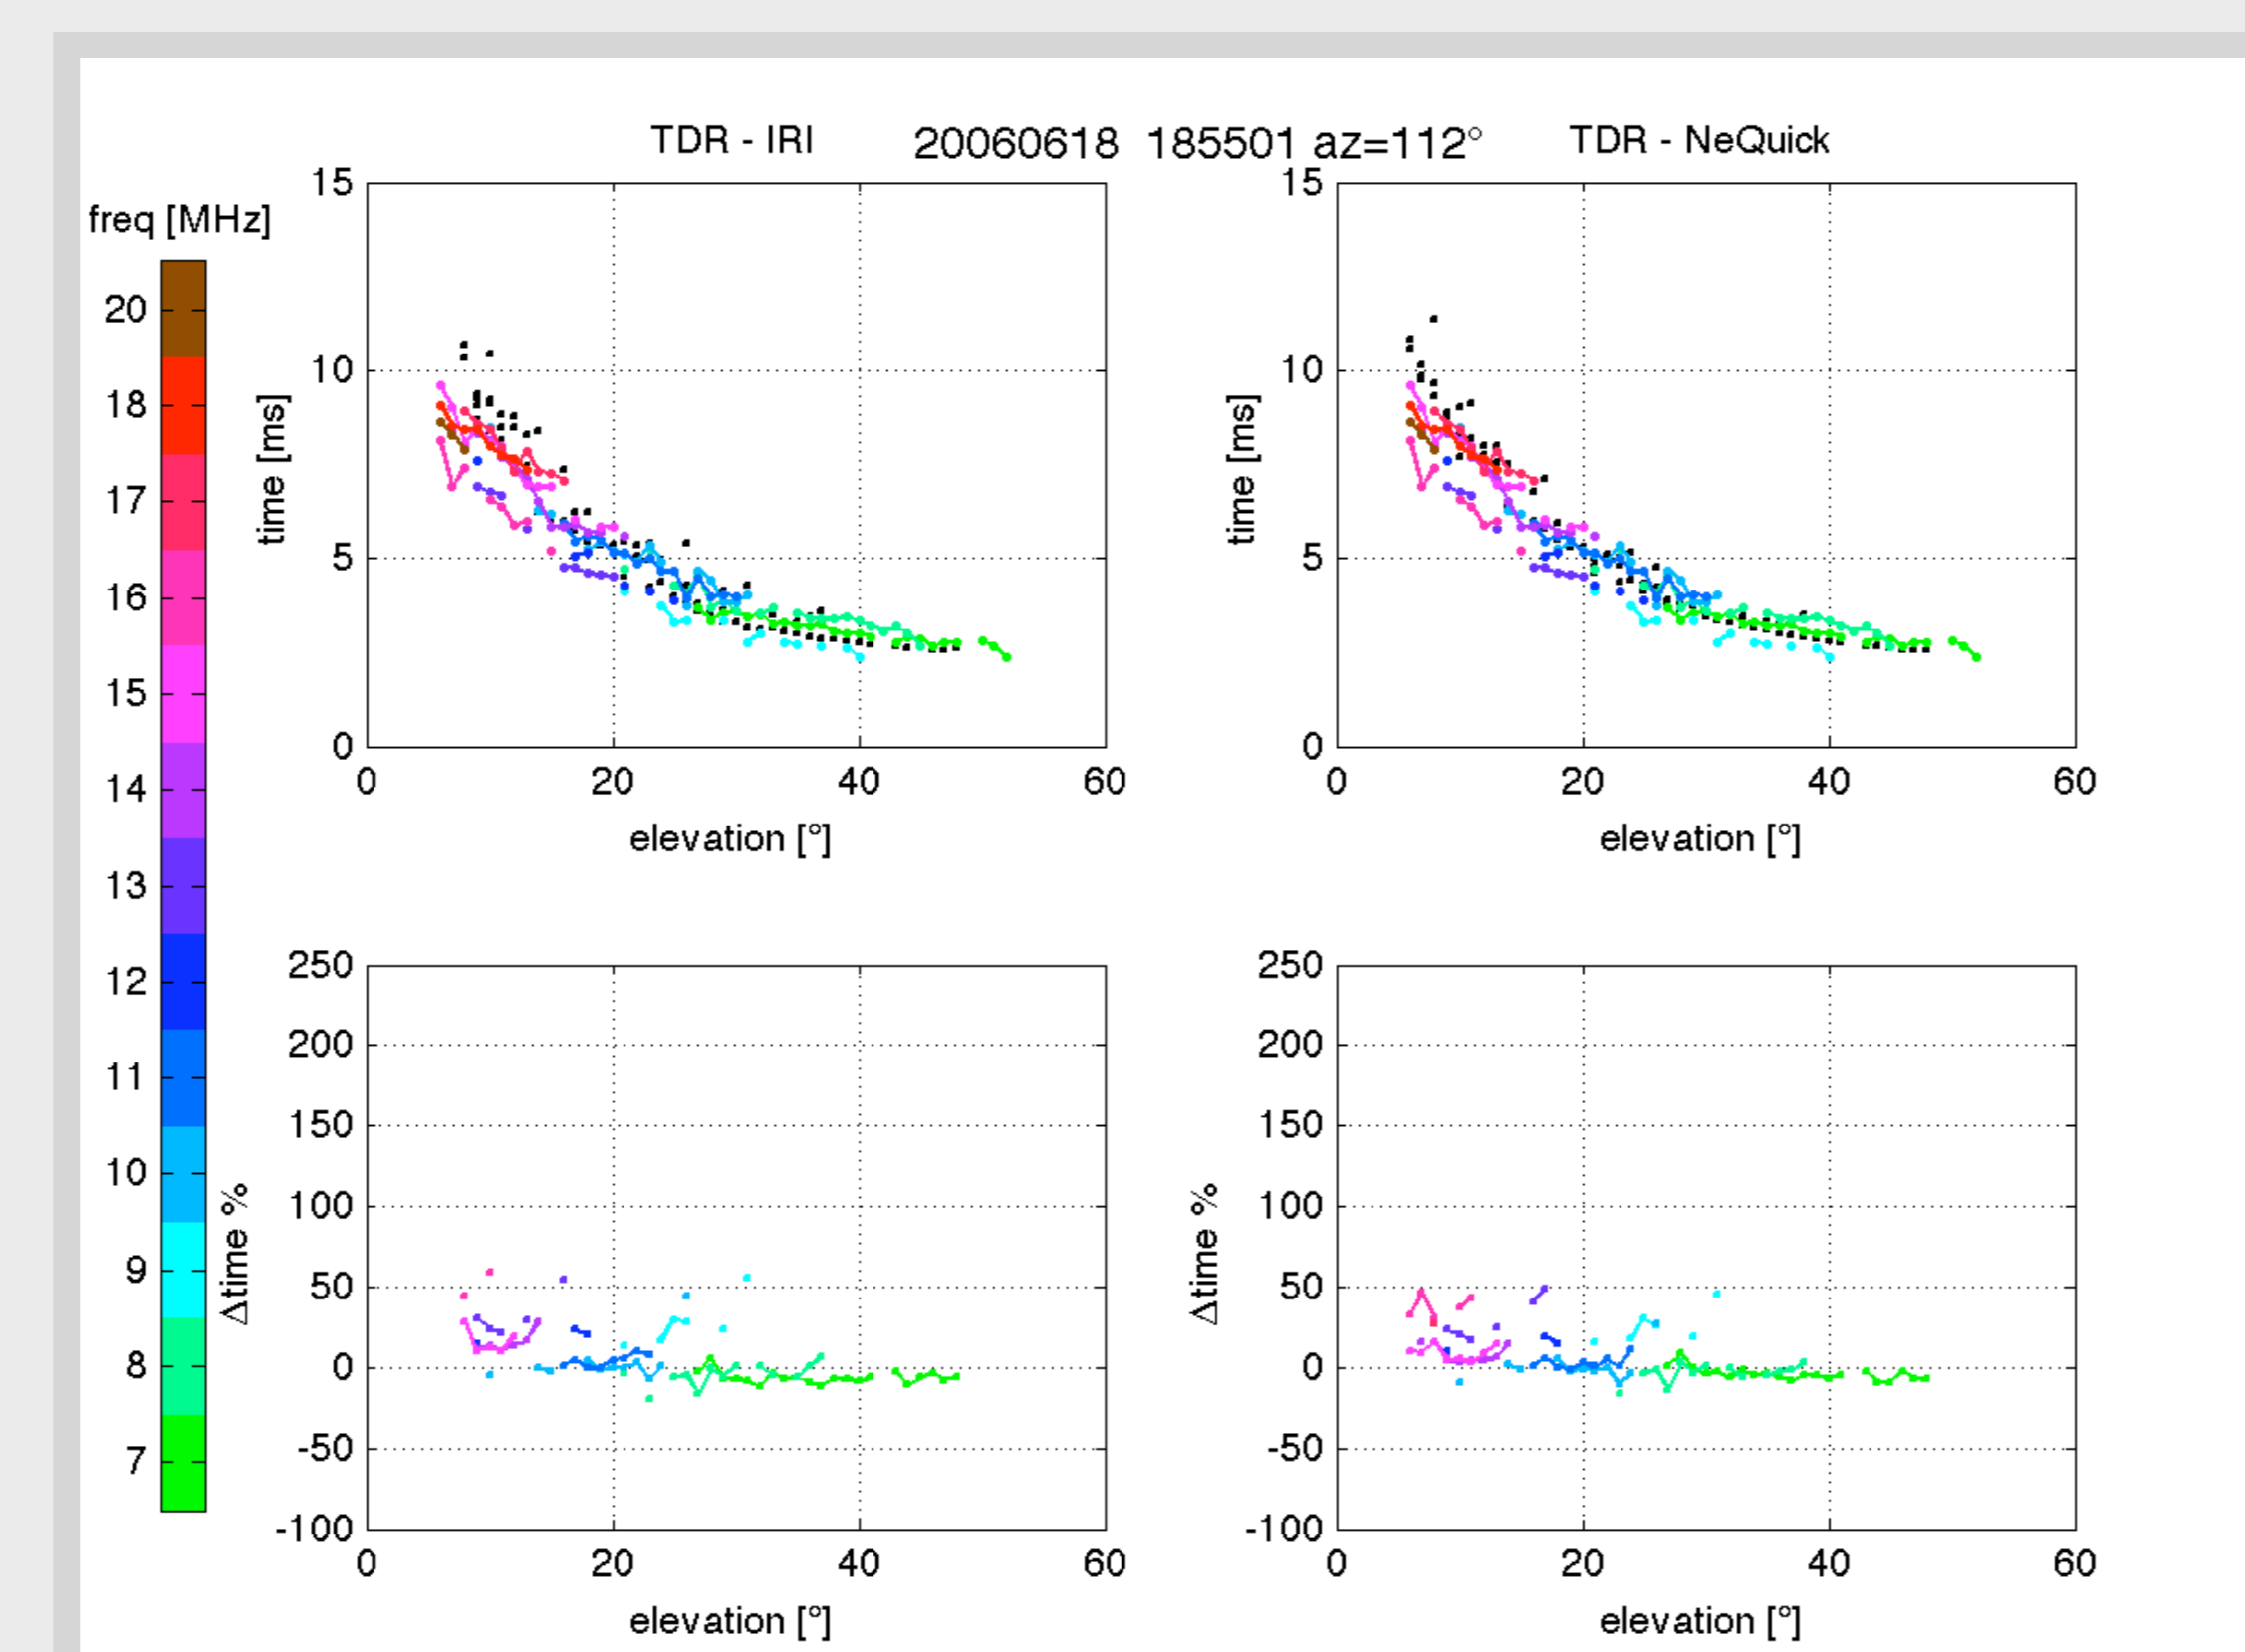 TDR - IRI 20060618 185501 az=112° TDR - NeQuick
freq [MHz]
20
18
17
16
15
14
13
12
11
10
9
8
7
15
10
5
0
time [ms]
0 20 40 60
elevation [°]
15
10
5
0
time [ms]
0 20 40 60
elevation [°]
250
200
150
100
50
0
-50
-100
Δtime %
0 20 40 60
elevation [°]
250
200
150
100
50
0
-50
-100
Δtime %
0 20 40 60
elevation [°]